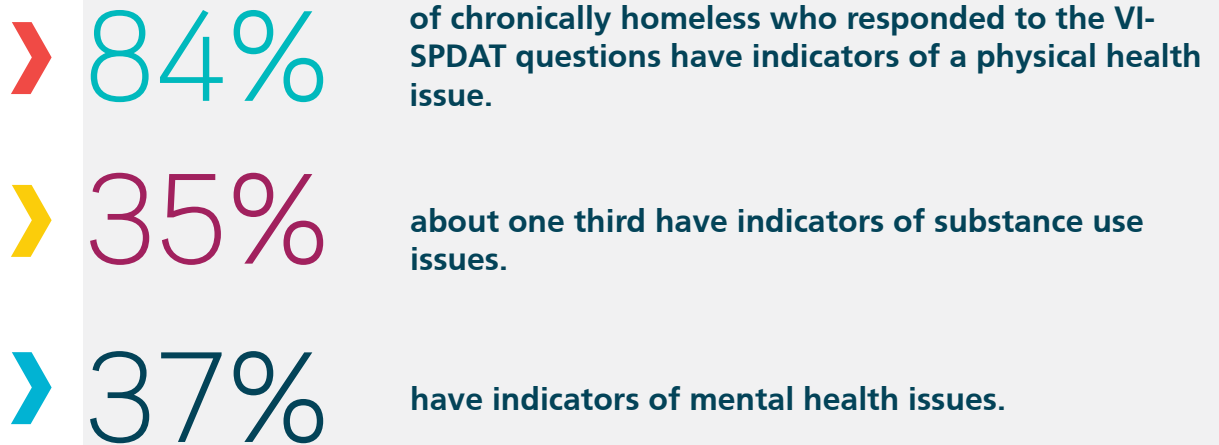 84%
of chronically homeless who responded to the VI-
SPDAT questions have indicators of a physical health
issue.
35%
about one third have indicators of substance use
issues.
37%
have indicators of mental health issues.